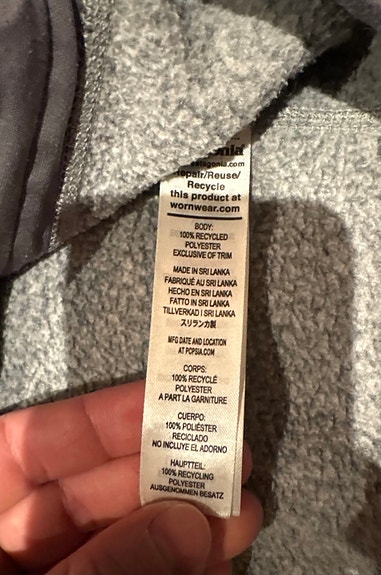 patagonia.com
Repair/Reuse/
Recycle
this product at
wornwear.com
BODY:
100% RECYCLED
POLYESTER
EXCLUSIVE OF TRIM
MADE IN SRI LANKA
FABRIQUÉ AU SRI LANKA
HECHO EN SRI LANKA
FATTO IN SRI LANKA
TILLVERKAD I SRI LANKA
スリランカ製
MFG DATE AND LOCATION
AT PCPSIA.COM
CORPS:
100% RECYCLÉ
POLYESTER
A PART LA GARNITURE
CUERPO:
100% POLIÉSTER
RECICLADO
NO INCLUYE EL ADORNO
HAUPTTEIL:
100% RECYCLING
POLYESTER
AUSGENOMMEN BESATZ